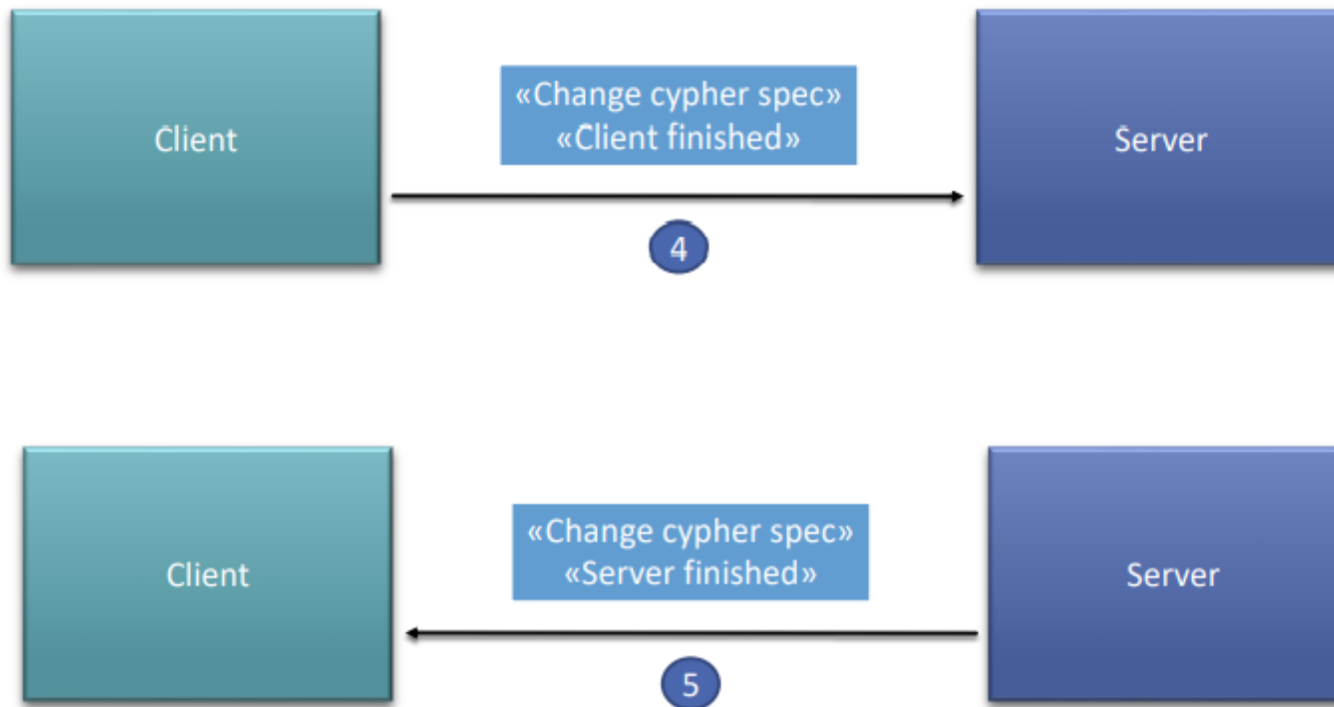 Client
«Change cypher spec»
«Client finished»
Server
4
Client
«Change cypher spec»
«Server finished»
Server
5